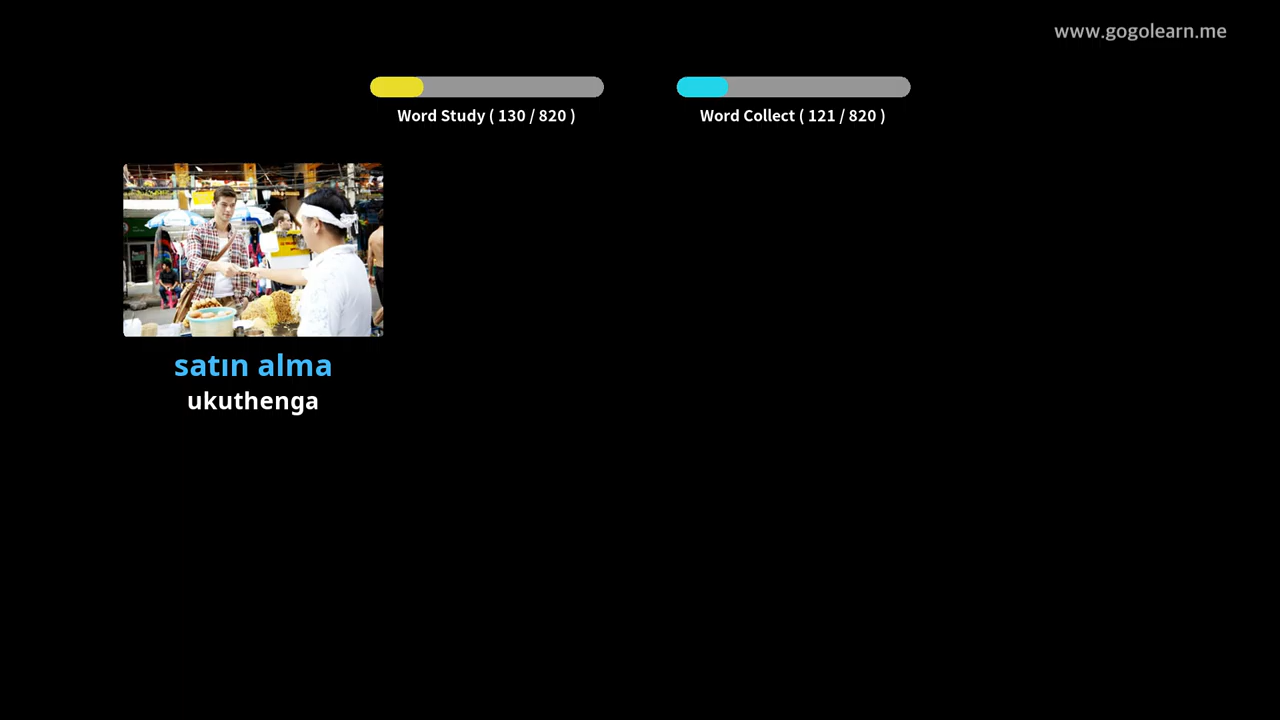 www.gogolearn.me
Word Study ( 130 / 820 )
Word Collect ( 121 / 820 )
satın alma
ukuthenga